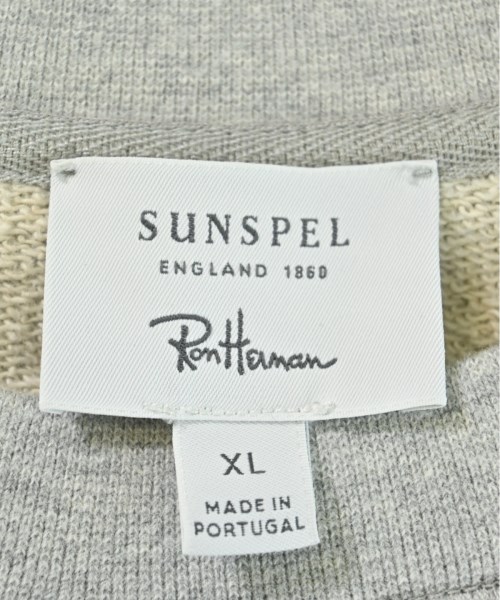 SUNSPEL
ENGLAND 1860
Ron Herman
XL
MADE IN
PORTUGAL